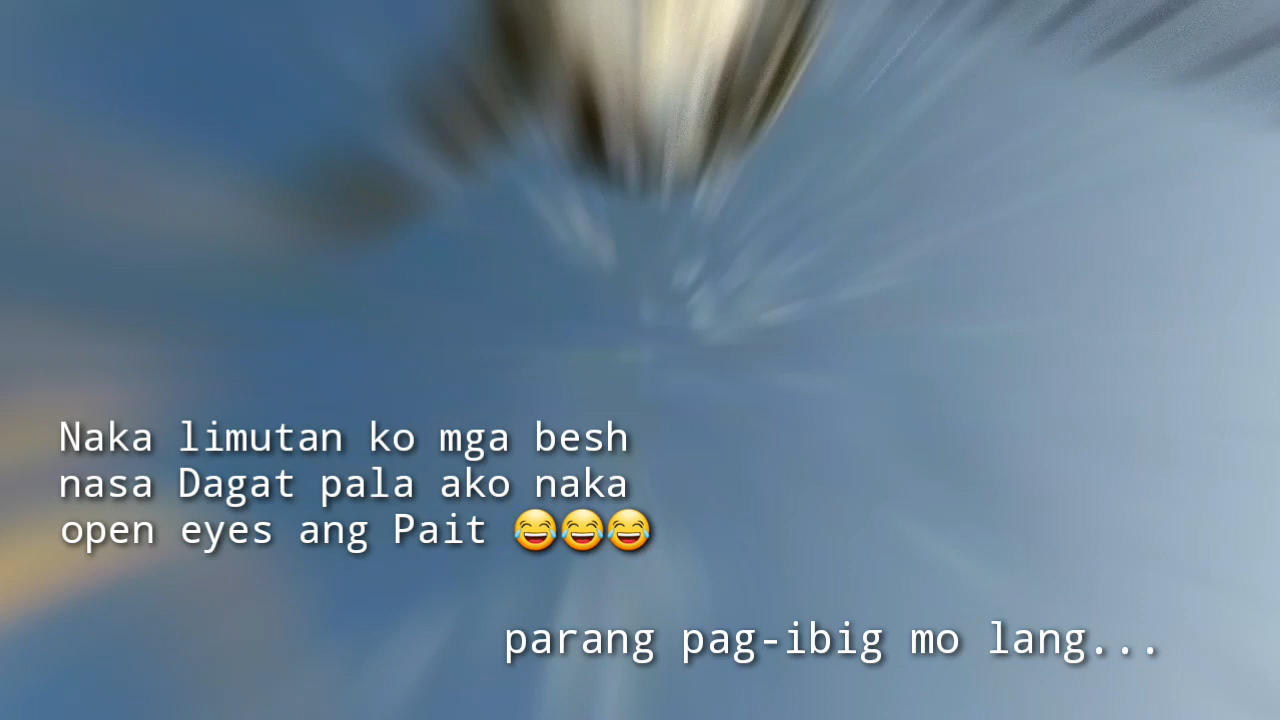 Naka limutan ko mga besh
nasa Dagat pala ako naka
open eyes ang Pait 😂😂😂
parang pag-ibig mo lang...